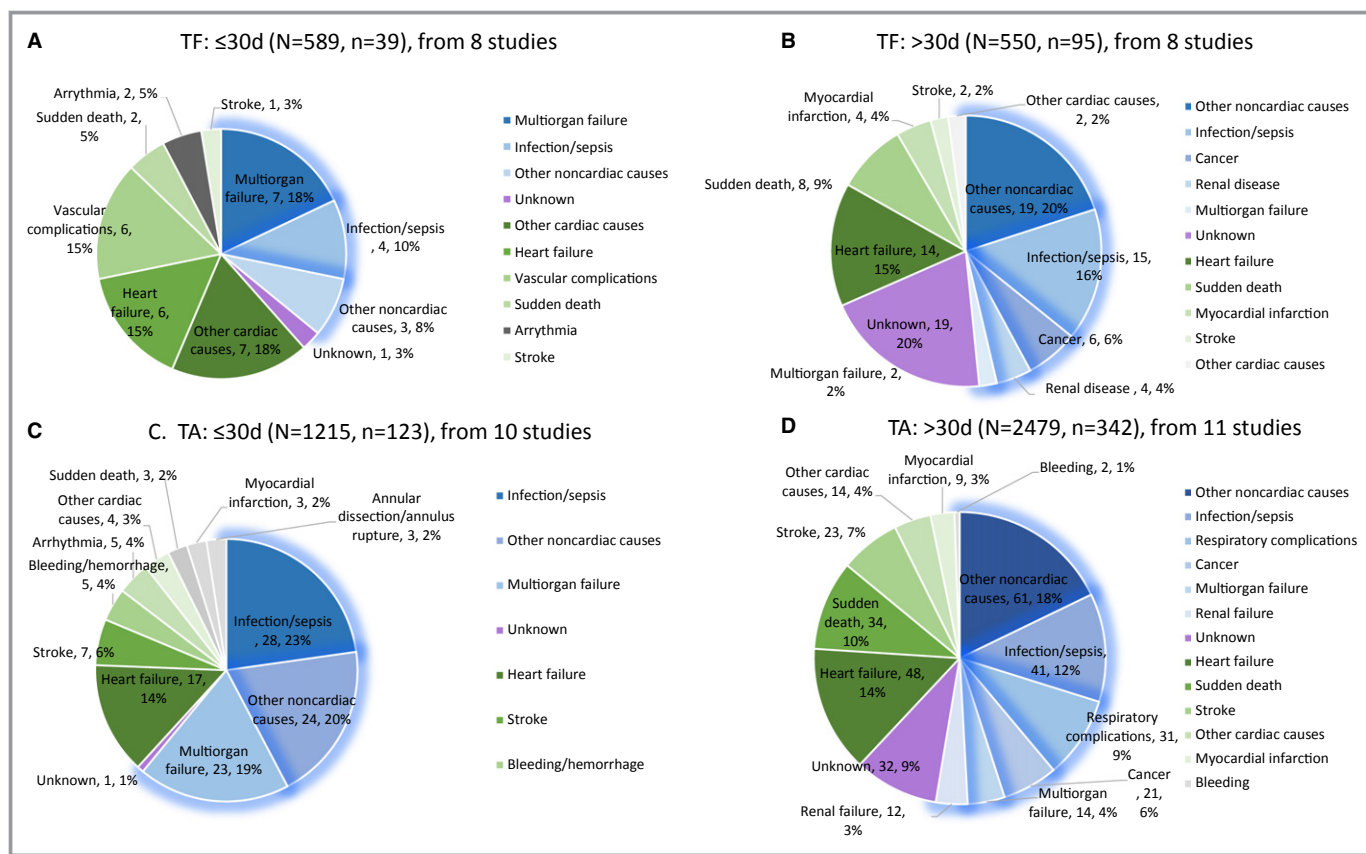 A
TF: ≤30d (N=589, n=39), from 8 studies
Arrythmia, 2, 5%
Stroke, 1, 3%
Sudden death, 2,
5%
Multiorgan
failure, 7, 18%
Vascular
complications, 6,
15%
Infection/sepsis
, 4, 10%
Heart
failure, 6,
15%
Other noncardiac
causes, 3, 8%
Other cardiac
causes, 7, 18%
Unknown, 1, 3%
Multiorgan failure
Infection/sepsis
Other noncardiac causes
Unknown
Other cardiac causes
Heart failure
Vascular complications
Sudden death
Arrythmia
Stroke
B
TF: >30d (N=550, n=95), from 8 studies
Stroke, 2, 2%
Other cardiac causes,
2, 2%
Myocardial
infarction, 4, 4%
Sudden death, 8, 9%
Other noncardiac
causes, 19, 20%
Heart failure, 14,
15%
Infection/sepsis, 15,
16%
Unknown, 19,
20%
Cancer, 6, 6%
Multiorgan failure, 2,
2%
Renal disease , 4, 4%
Other noncardiac causes
Infection/sepsis
Cancer
Renal disease
Multiorgan failure
Unknown
Heart failure
Sudden death
Myocardial infarction
Stroke
Other cardiac causes
C
C. TA: ≤30d (N=1215, n=123), from 10 studies
Sudden death, 3, 2%
Myocardial
infarction, 3, 2%
Other cardiac
causes, 4, 3%
Annular
dissection/annulus
rupture, 3, 2%
Arrhythmia, 5, 4%
Bleeding/hemorrhage,
5, 4%
Infection/sepsis
, 28, 23%
Stroke, 7, 6%
Heart failure, 17,
14%
Other noncardiac
causes, 24, 20%
Multiorgan
failure, 23, 19%
Unknown, 1, 1%
Infection/sepsis
Other noncardiac causes
Multiorgan failure
Unknown
Heart failure
Stroke
Bleeding/hemorrhage
D
TA: >30d (N=2479, n=342), from 11 studies
Myocardial
infarction, 9, 3%
Bleeding, 2, 1%
Other cardiac
causes, 14, 4%
Stroke, 23, 7%
Other noncardiac
causes, 61, 18%
Sudden
death, 34,
10%
Infection/sepsis,
41, 12%
Heart failure, 48,
14%
Respiratory
complications, 31,
9%
Unknown, 32, 9%
Cancer
, 21,
6%
Multiorgan
failure, 14, 4%
Renal failure, 12,
3%
Other noncardiac causes
Infection/sepsis
Respiratory complications
Cancer
Multiorgan failure
Renal failure
Unknown
Heart failure
Sudden death
Stroke
Other cardiac causes
Myocardial infarction
Bleeding